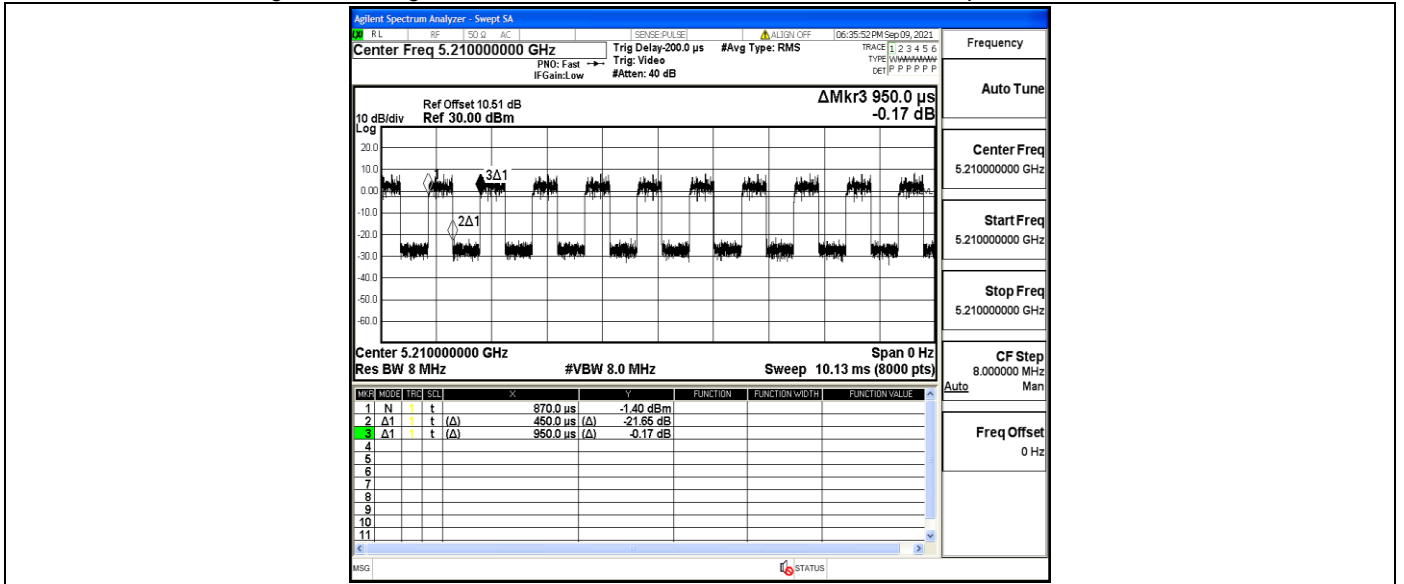 Agilent Spectrum Analyzer - Swept SA
RL RF 50 Ω AC SENSE:PULSE ALIGN OFF 06:35:52 PM Sep 09, 2021
Center Freq 5.210000000 GHz
PNO: Fast
IFGain:Low
Trig Delay-200.0 µs
Trig: Video
#Atten: 40 dB
#Avg Type: RMS
TRACE 1 2 3 4 5 6
TYPE
DET P P P P P P
ΔMkr3 950.0 µs
-0.17 dB
Ref Offset 10.51 dB
10 dB/div Ref 30.00 dBm
Log
20.0
10.0
0.00
-10.0
-20.0
-30.0
-40.0
-50.0
-60.0
1
3Δ1
2Δ1
Center 5.210000000 GHz Span 0 Hz
Res BW 8 MHz #VBW 8.0 MHz Sweep 10.13 ms (8000 pts)
MKR MODE TRC SCL X Y FUNCTION FUNCTION WIDTH FUNCTION VALUE
1 N 1 t 870.0 µs -1.40 dBm
2 Δ1 1 t (Δ) 450.0 µs (Δ) -21.65 dB
3 Δ1 1 t (Δ) 950.0 µs (Δ) -0.17 dB
4
5
6
7
8
9
10
11
MSG STATUS
Frequency
Auto Tune
Center Freq
5.210000000 GHz
Start Freq
5.210000000 GHz
Stop Freq
5.210000000 GHz
CF Step
8.000000 MHz
Auto Man
Freq Offset
0 Hz